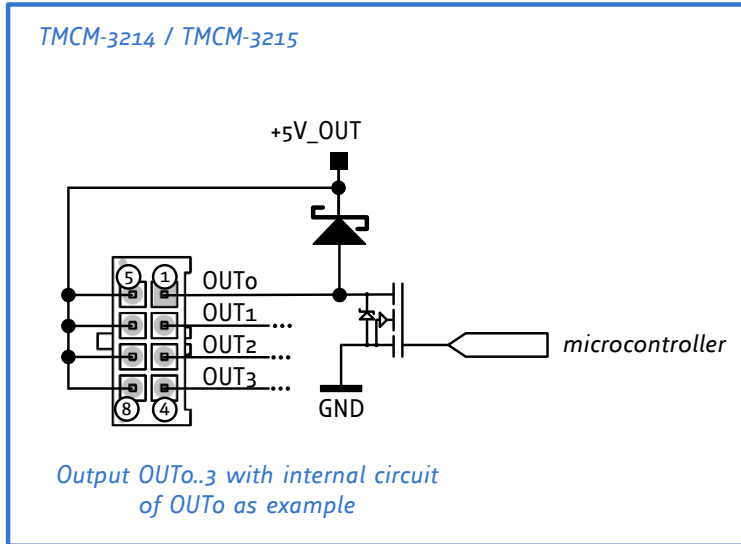 TMCM-3214 / TMCM-3215
+5V_OUT
5 1 OUT0
OUT1
OUT2
OUT3
8 4
microcontroller
GND
Output OUT0..3 with internal circuit
of OUT0 as example